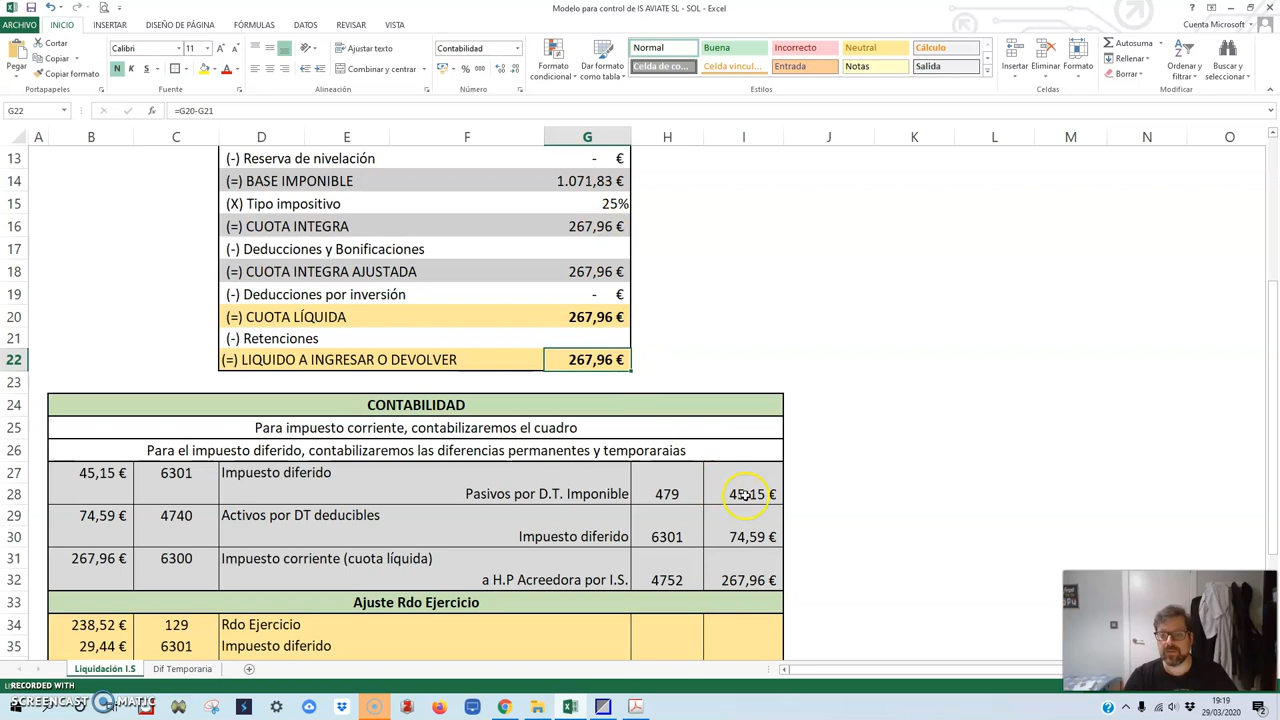 Modelo para control de IS AVIATE SL - SOL - Excel
ARCHIVO INICIO INSERTAR DISEÑO DE PÁGINA FÓRMULAS DATOS REVISAR VISTA Cuenta Microsoft
Pegar Cortar Copiar Copiar formato
Calibri 11 Ajustar texto Contabilidad
N K S Combinar y centrar % 000
Formato condicional Dar formato como tabla
Normal Buena Incorrecto Neutral Cálculo
Celda de co... Celda vincul... Entrada Notas Salida
Insertar Eliminar Formato
Autosuma Rellenar Borrar
Ordenar y filtrar Buscar y seleccionar
Portapapeles Fuente Alineación Número Estilos Celdas Modificar
G22 fx =G20-G21
A B C D E F G H I J K L M N O
13 (-) Reserva de nivelación - €
14 (=) BASE IMPONIBLE 1.071,83 €
15 (X) Tipo impositivo 25%
16 (=) CUOTA INTEGRA 267,96 €
17 (-) Deducciones y Bonificaciones
18 (=) CUOTA INTEGRA AJUSTADA 267,96 €
19 (-) Deducciones por inversión - €
20 (=) CUOTA LÍQUIDA 267,96 €
21 (-) Retenciones
22 (=) LIQUIDO A INGRESAR O DEVOLVER 267,96 €
23
24 CONTABILIDAD
25 Para impuesto corriente, contabilizaremos el cuadro
26 Para el impuesto diferido, contabilizaremos las diferencias permanentes y temporaraias
27 45,15 € 6301 Impuesto diferido
28 Pasivos por D.T. Imponible 479 45,15 €
29 74,59 € 4740 Activos por DT deducibles
30 Impuesto diferido 6301 74,59 €
31 267,96 € 6300 Impuesto corriente (cuota líquida)
32 a H.P Acreedora por I.S. 4752 267,96 €
33 Ajuste Rdo Ejercicio
34 238,52 € 129 Rdo Ejercicio
35 29,44 € 6301 Impuesto diferido
Liquidación I.S Dif Temporaria
RECORDED WITH
SCREENCAST MATIC
19:19
29/03/2020